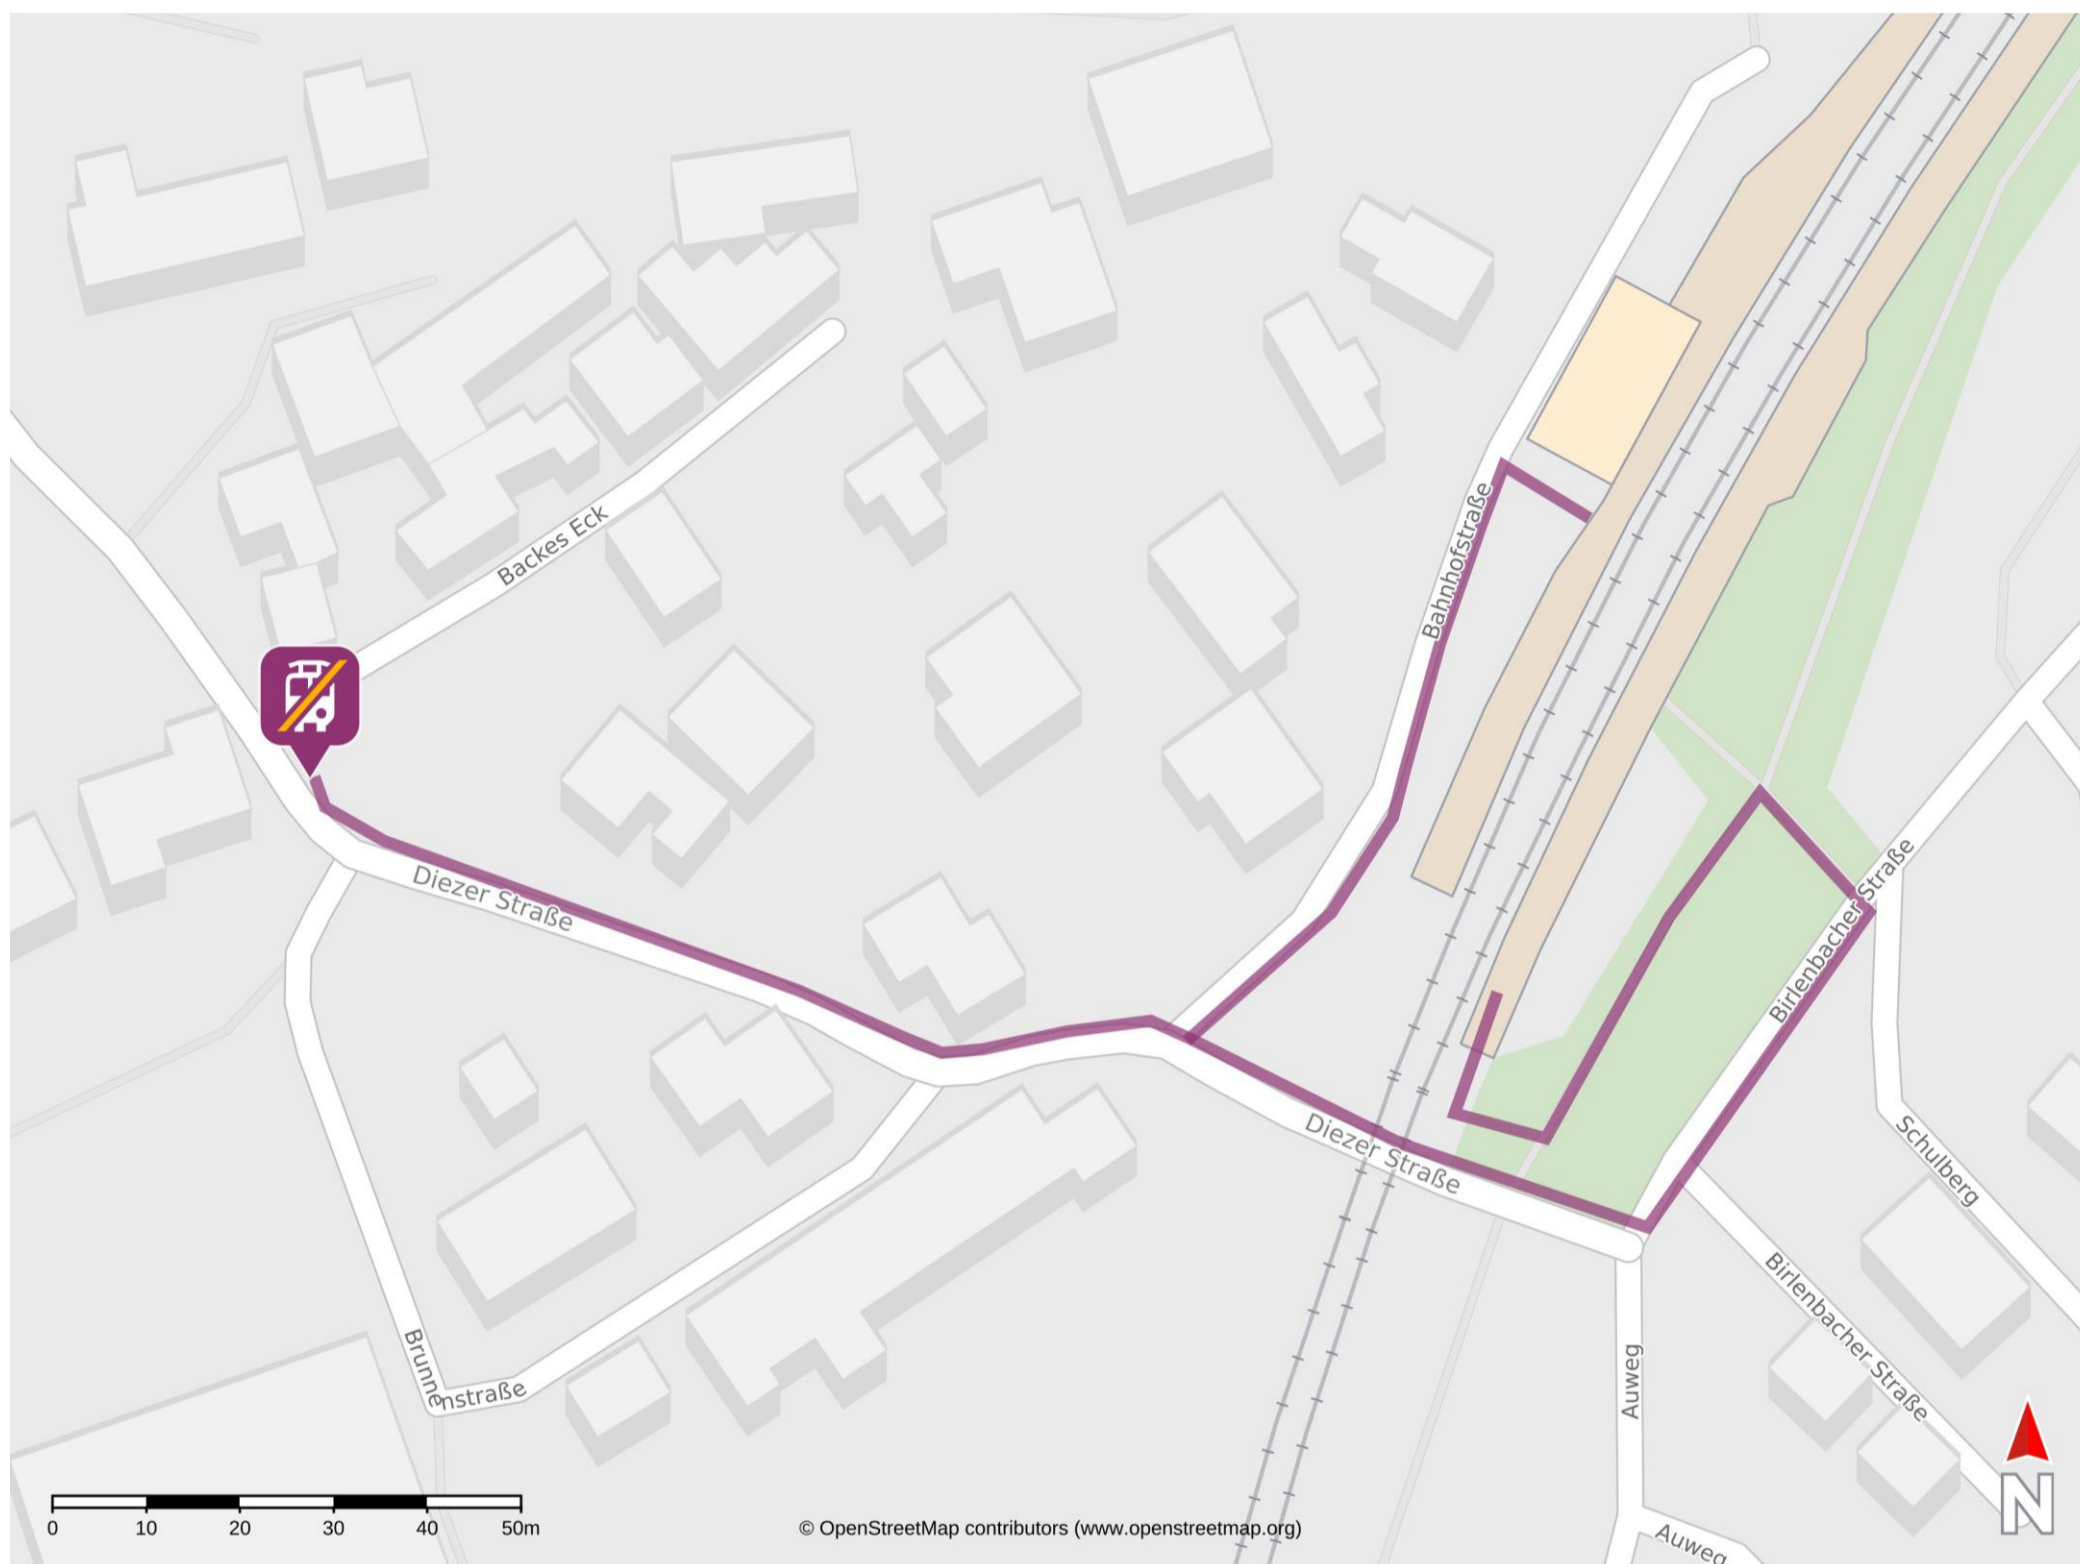 Backes Eck
Bahnhofstraße
Diezer Straße
Birlenbacher Straße
Diezer Straße
Schulberg
Birlenbacher Straße
Brunnenstraße
Auweg
Auweg
N
0 10 20 30 40 50m
© OpenStreetMap contributors (www.openstreetmap.org)